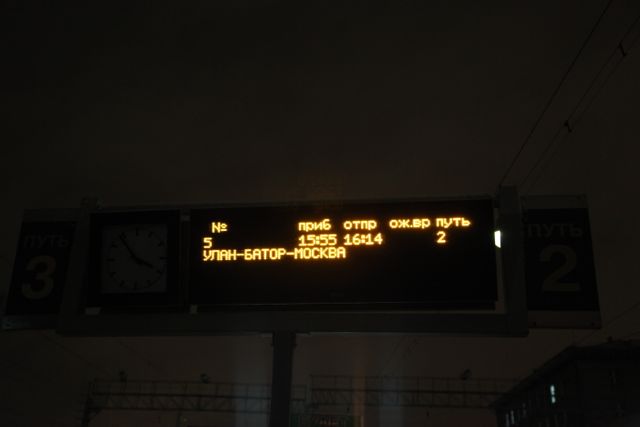 № приб отпр ож.вр путь
5 15:55 16:14 2
УЛАН-БАТОР-МОСКВА
ПУТЬ
3
ПУТЬ
2